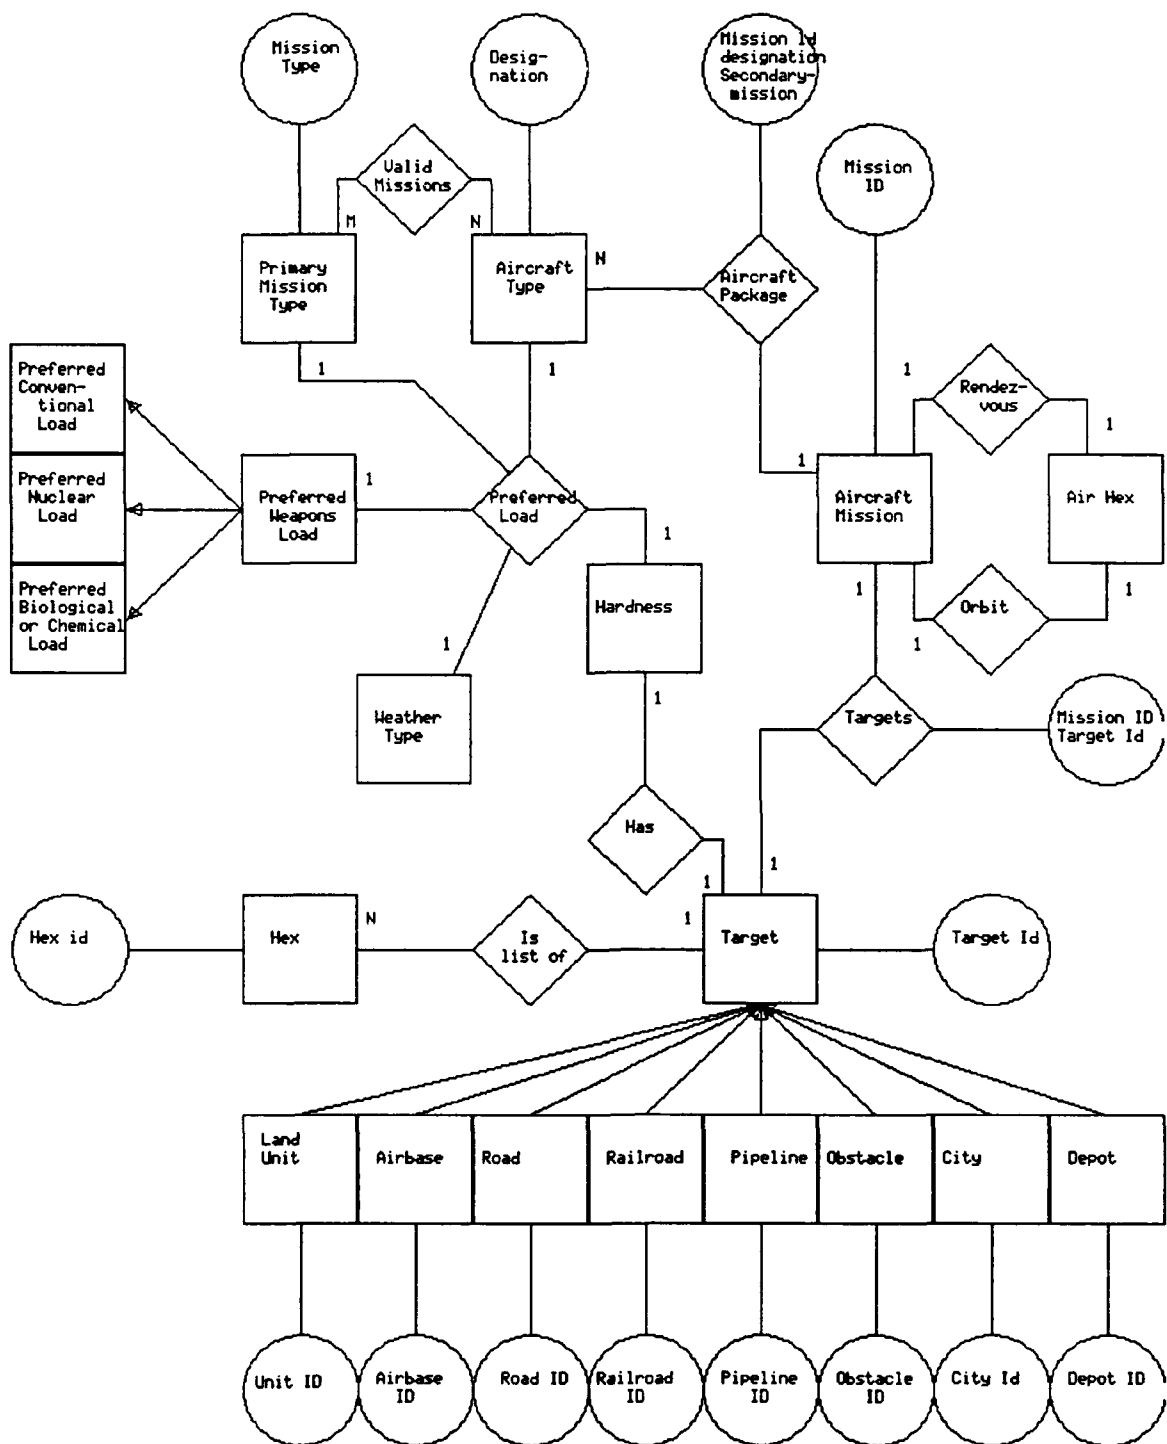 Mission
Type
Desig-
nation
Mission Id
designation
Secondary-
mission
Valid
Missions
Mission
ID
M
N
Primary
Mission
Type
Aircraft
Type
N
Aircraft
Package
1
1
1
Rendez-
vous
1
Preferred
Conven-
tional
Load
Preferred
Nuclear
Load
Preferred
Biological
or Chemical
Load
Preferred
Weapons
Load
1
Preferred
Load
1
Aircraft
Mission
Air Hex
1
Hardness
1
1
Orbit
1
1
Weather
Type
1
Targets
Mission ID
Target Id
Has
1
1
Hex id
Hex
N
Is
list of
1
Target
Target Id
Land
Unit
Airbase
Road
Railroad
Pipeline
Obstacle
City
Depot
Unit ID
Airbase
ID
Road ID
Railroad
ID
Pipeline
ID
Obstacle
ID
City Id
Depot ID